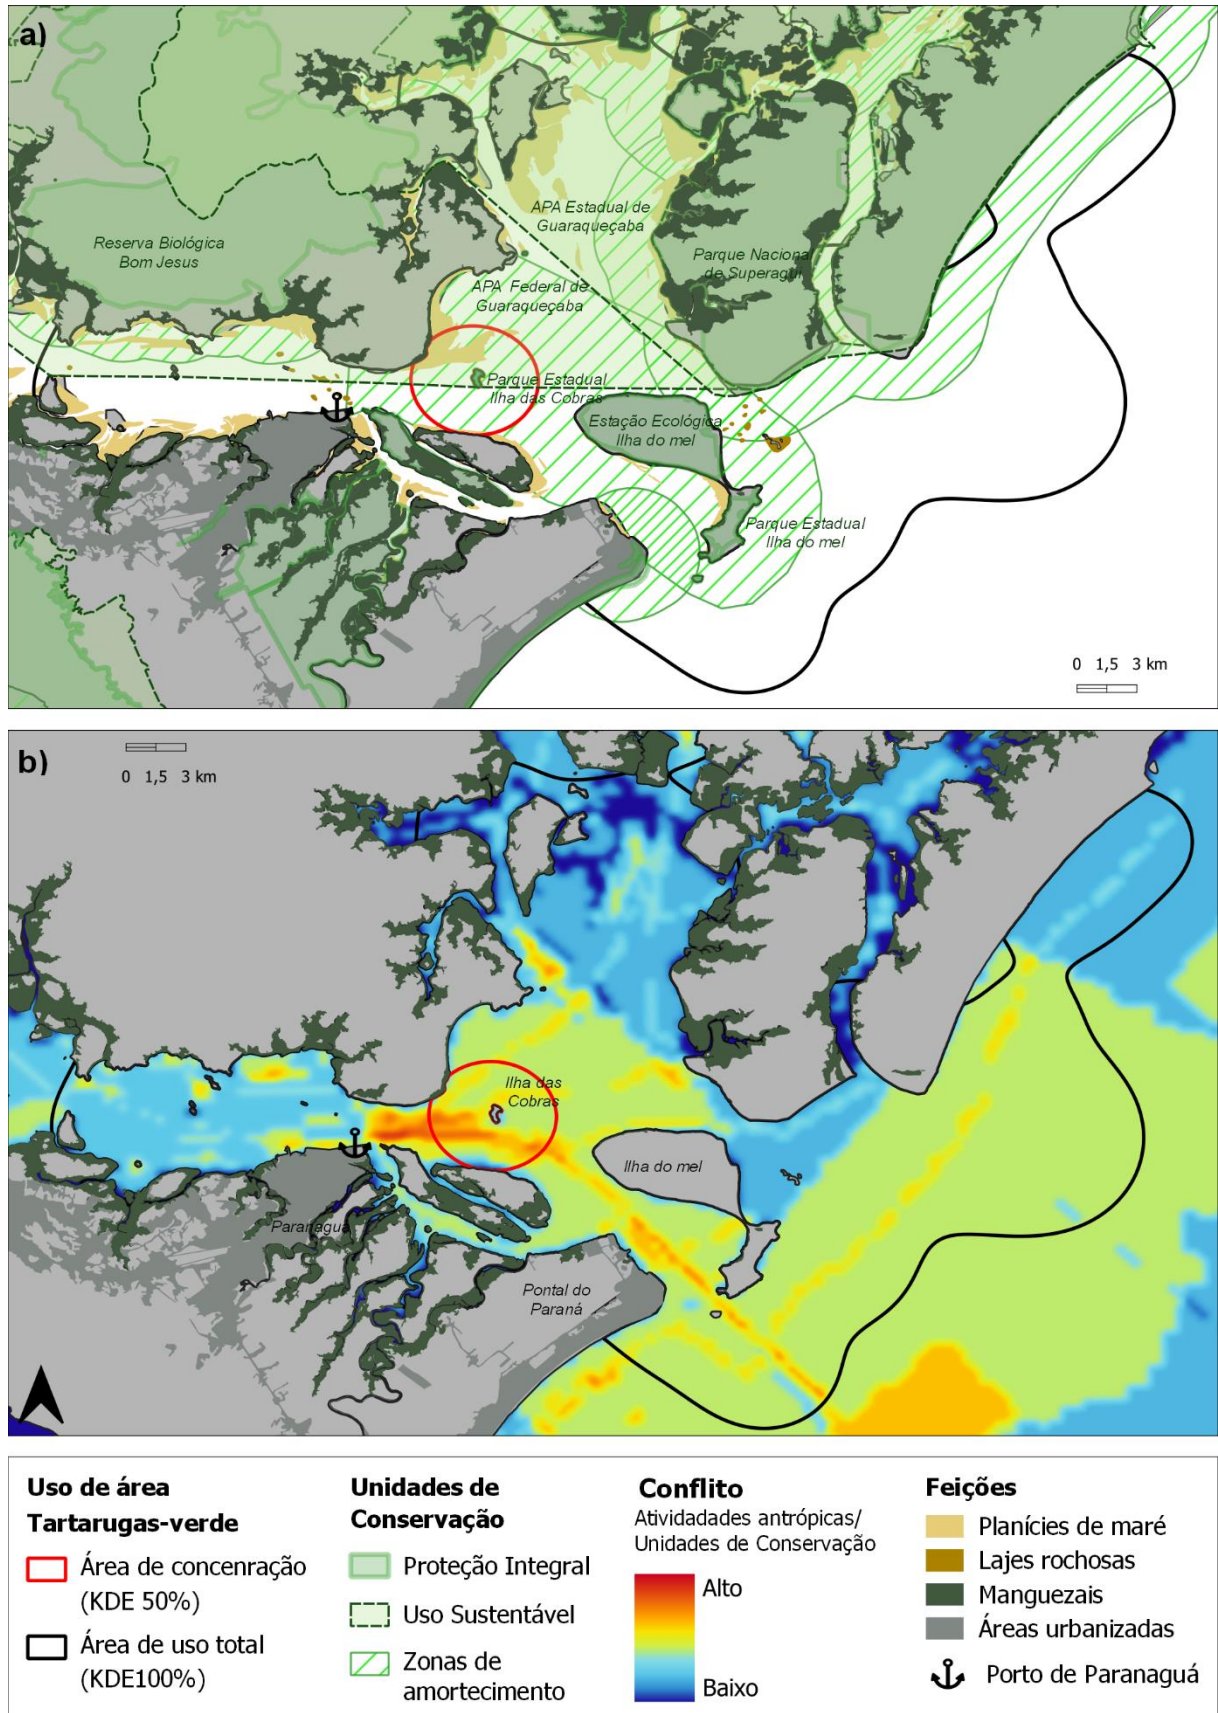 a)
APA Estadual de
Guaraqueçaba
Reserva Biológica
Bom Jesus
Parque Nacional
de Superagui
APA Federal de
Guaraqueçaba
Parque Estadual
Ilha das Cobras
Estação Ecológica
Ilha do mel
Parque Estadual
Ilha do mel
0 1,5 3 km
b)
0 1,5 3 km
Ilha das
Cobras
Ilha do mel
Paranaguá
Pontal do
Paraná
Uso de área
Tartarugas-verde
Área de concenração
(KDE 50%)
Área de uso total
(KDE100%)
Unidades de
Conservação
Proteção Integral
Uso Sustentável
Zonas de
amortecimento
Conflito
Atividadades antrópicas/
Unidades de Conservação
Alto
Baixo
Feições
Planícies de maré
Lajes rochosas
Manguezais
Áreas urbanizadas
Porto de Paranaguá